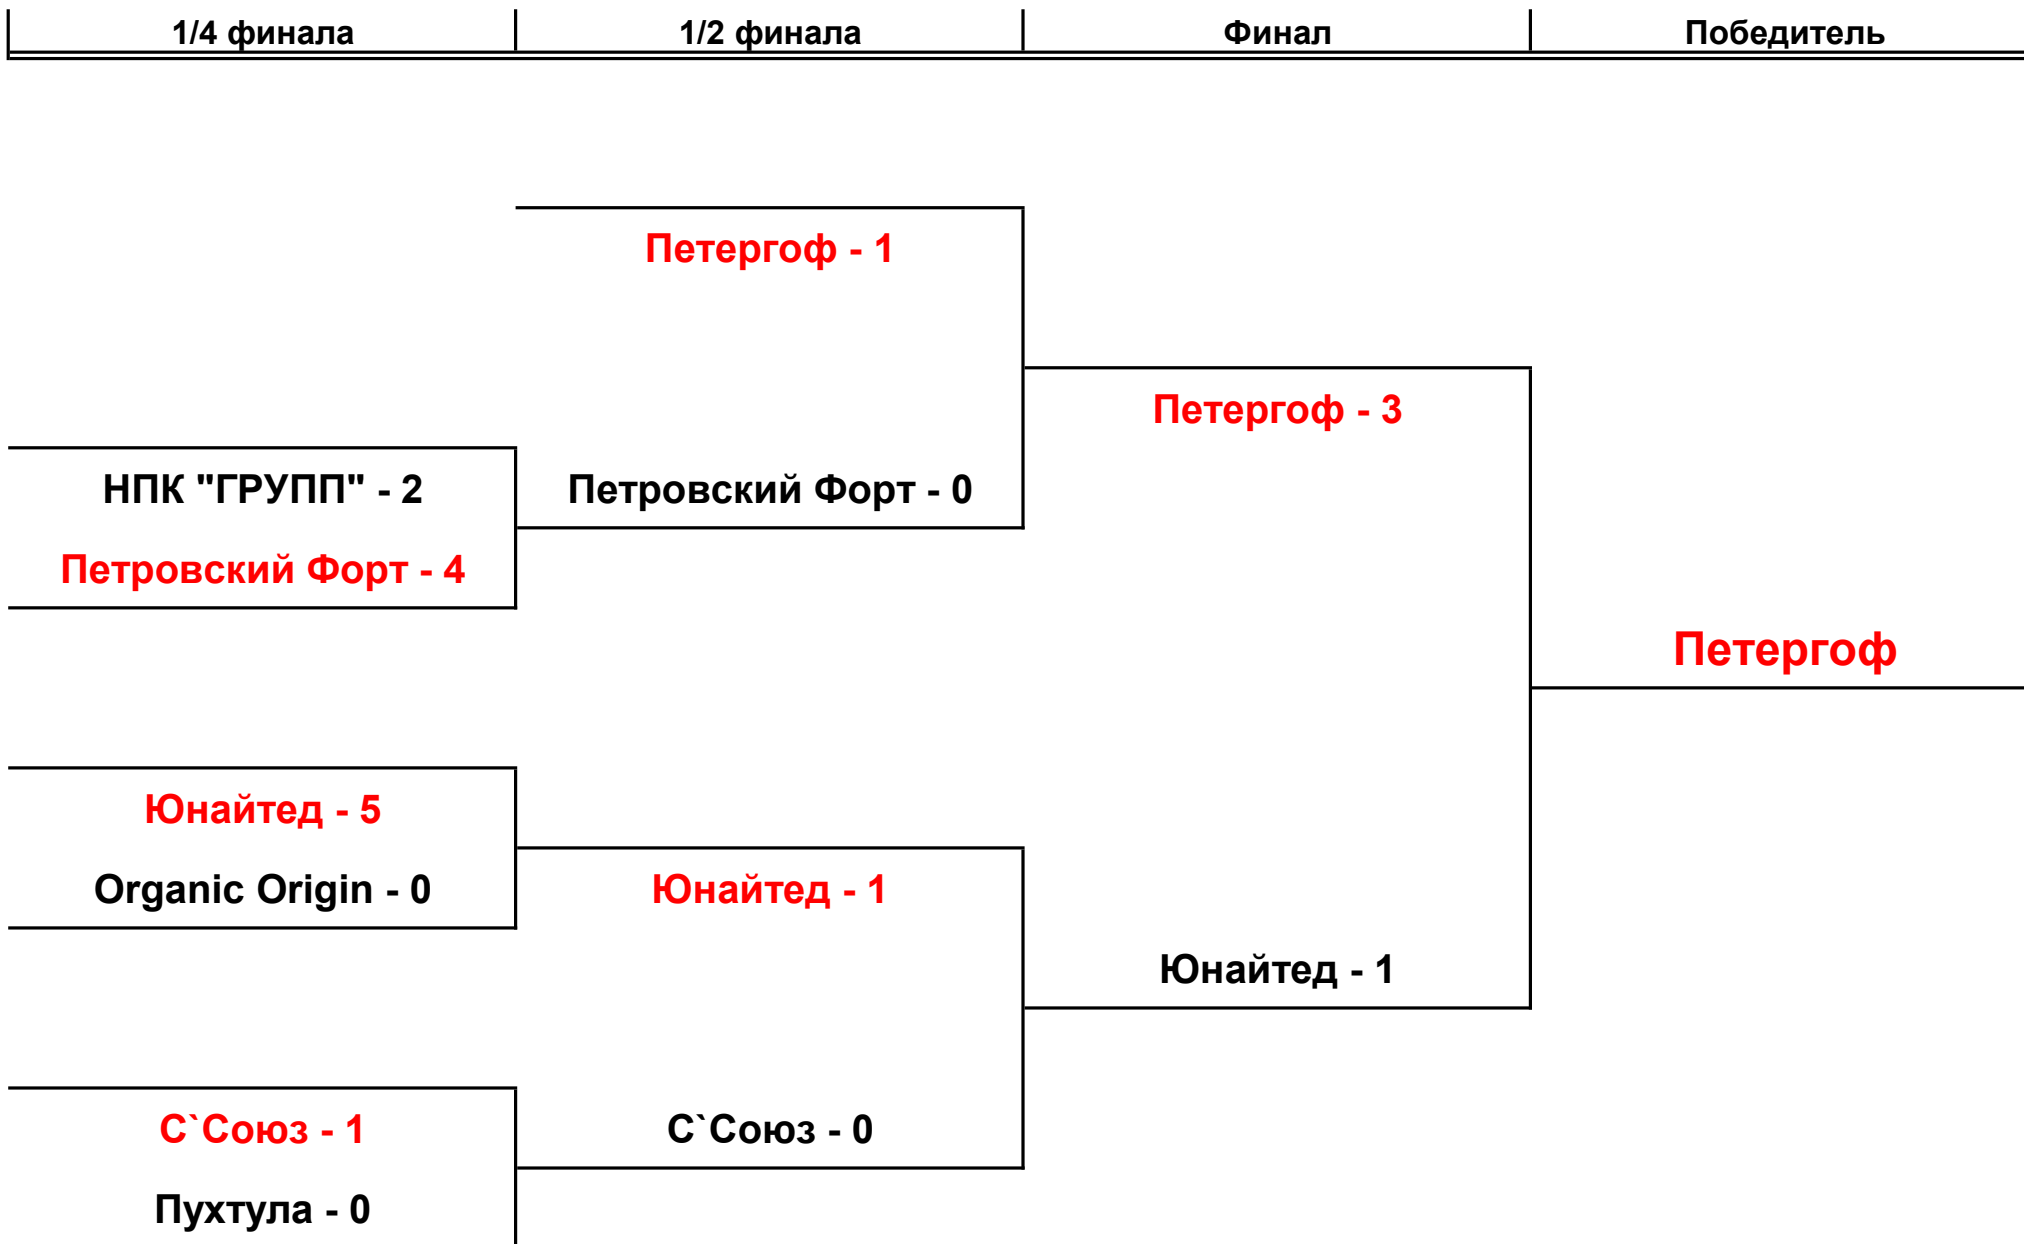 1/4 финала
1/2 финала
Финал
Победитель
Петергоф - 1
Петергоф - 3
НПК "ГРУПП" - 2
Петровский Форт - 0
Петровский Форт - 4
Петергоф
Юнайтед - 5
Organic Origin - 0
Юнайтед - 1
Юнайтед - 1
С`Союз - 1
С`Союз - 0
Пухтула - 0